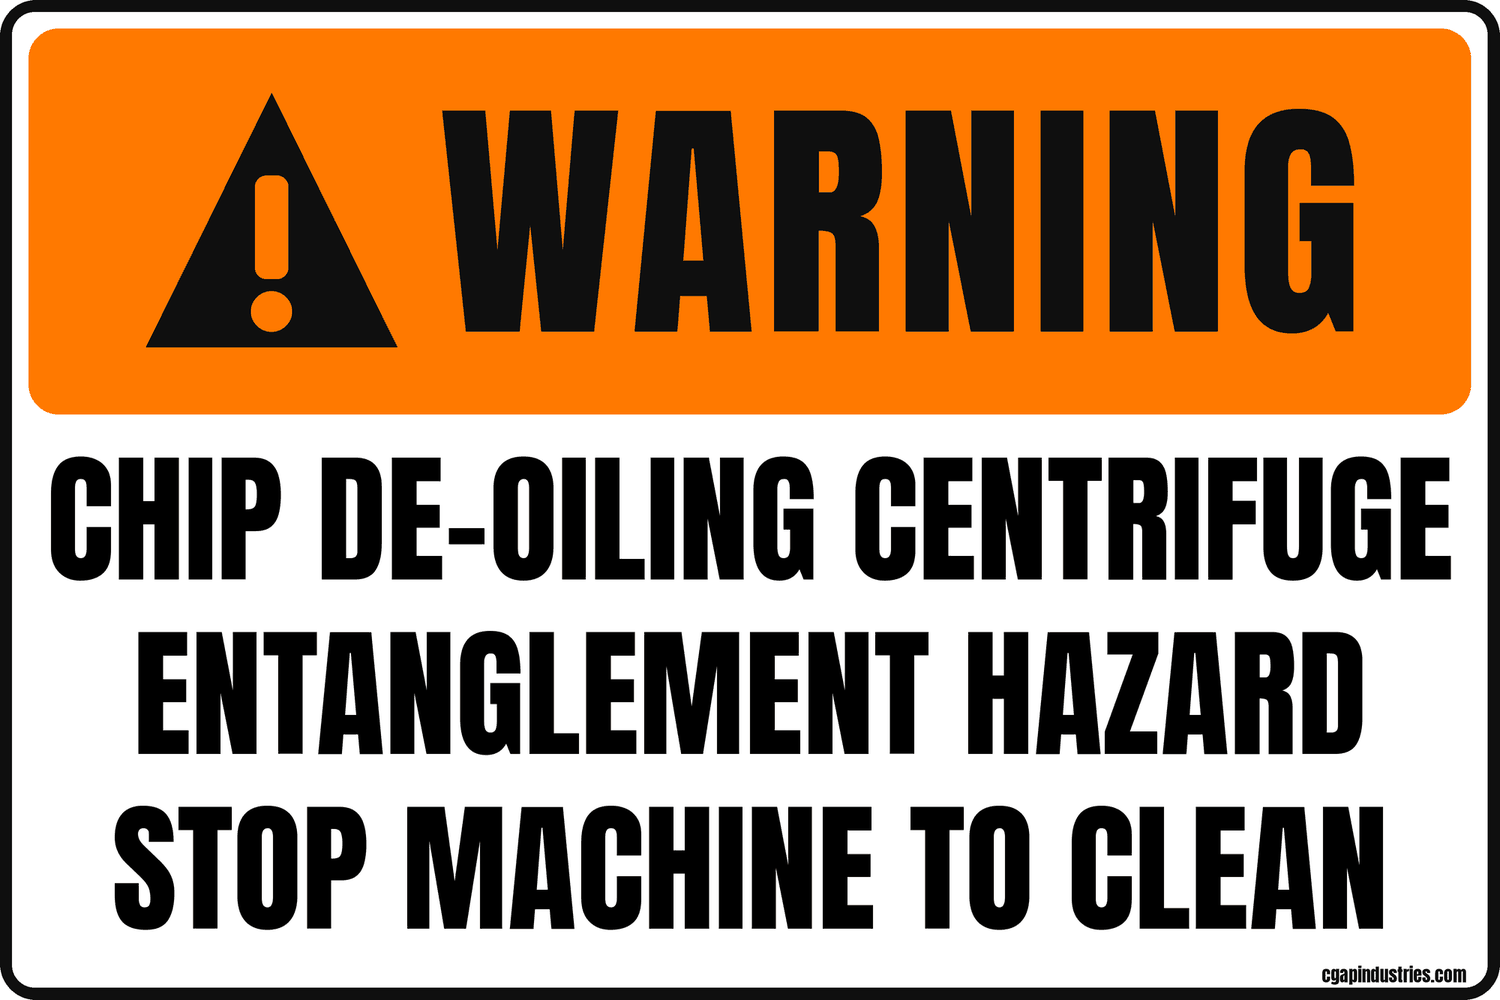 WARNING
CHIP DE-OILING CENTRIFUGE
ENTANGLEMENT HAZARD
STOP MACHINE TO CLEAN
cgapindustries.com